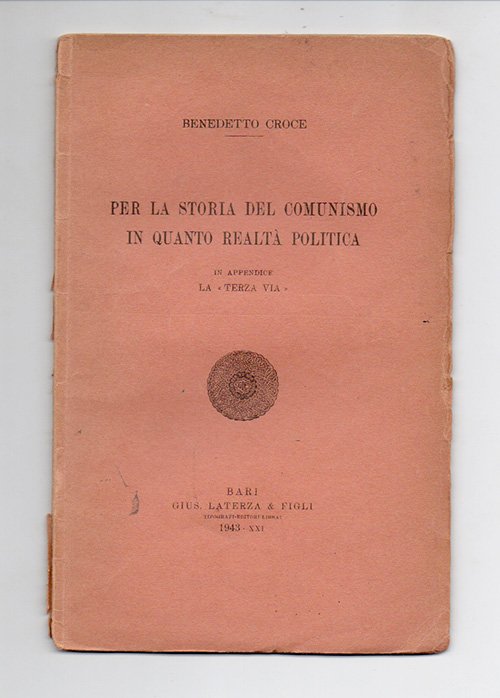 BENEDETTO CROCE
PER LA STORIA DEL COMUNISMO
IN QUANTO REALTÀ POLITICA
IN APPENDICE
LA « TERZA VIA »
BARI
GIUS. LATERZA & FIGLI
TIPOGRAFI-EDITORI-LIBRAI
1943 - XXI